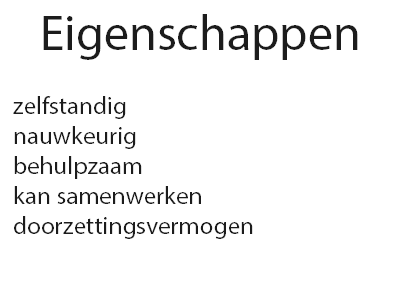 Eigenschappen
zelfstandig
nauwkeurig
behulpzaam
kan samenwerken
doorzettingsvermogen